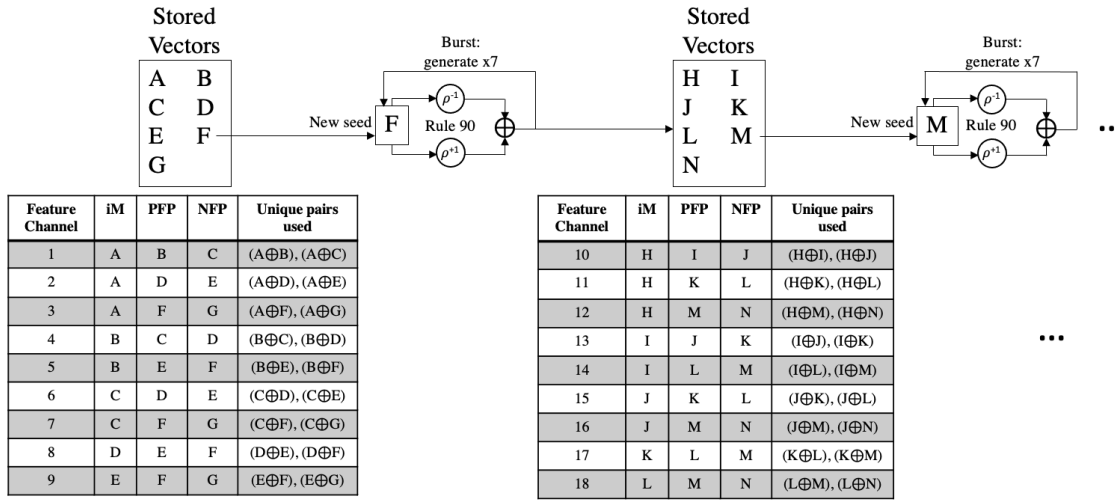 Stored
Vectors
A B
C D
E F
G
New seed
F
Burst:
generate x7
ρ-1
Rule 90
ρ+1
⊕
Stored
Vectors
H I
J K
L M
N
New seed
M
Burst:
generate x7
ρ-1
Rule 90
ρ+1
⊕
..
Feature Channel iM PFP NFP Unique pairs used
1 A B C (A⊕B), (A⊕C)
2 A D E (A⊕D), (A⊕E)
3 A F G (A⊕F), (A⊕G)
4 B C D (B⊕C), (B⊕D)
5 B E F (B⊕E), (B⊕F)
6 C D E (C⊕D), (C⊕E)
7 C F G (C⊕F), (C⊕G)
8 D E F (D⊕E), (D⊕F)
9 E F G (E⊕F), (E⊕G)
Feature Channel iM PFP NFP Unique pairs used
10 H I J (H⊕I), (H⊕J)
11 H K L (H⊕K), (H⊕L)
12 H M N (H⊕M), (H⊕N)
13 I J K (I⊕J), (I⊕K)
14 I L M (I⊕L), (I⊕M)
15 J K L (J⊕K), (J⊕L)
16 J M N (J⊕M), (J⊕N)
17 K L M (K⊕L), (K⊕M)
18 L M N (L⊕M), (L⊕N)
...